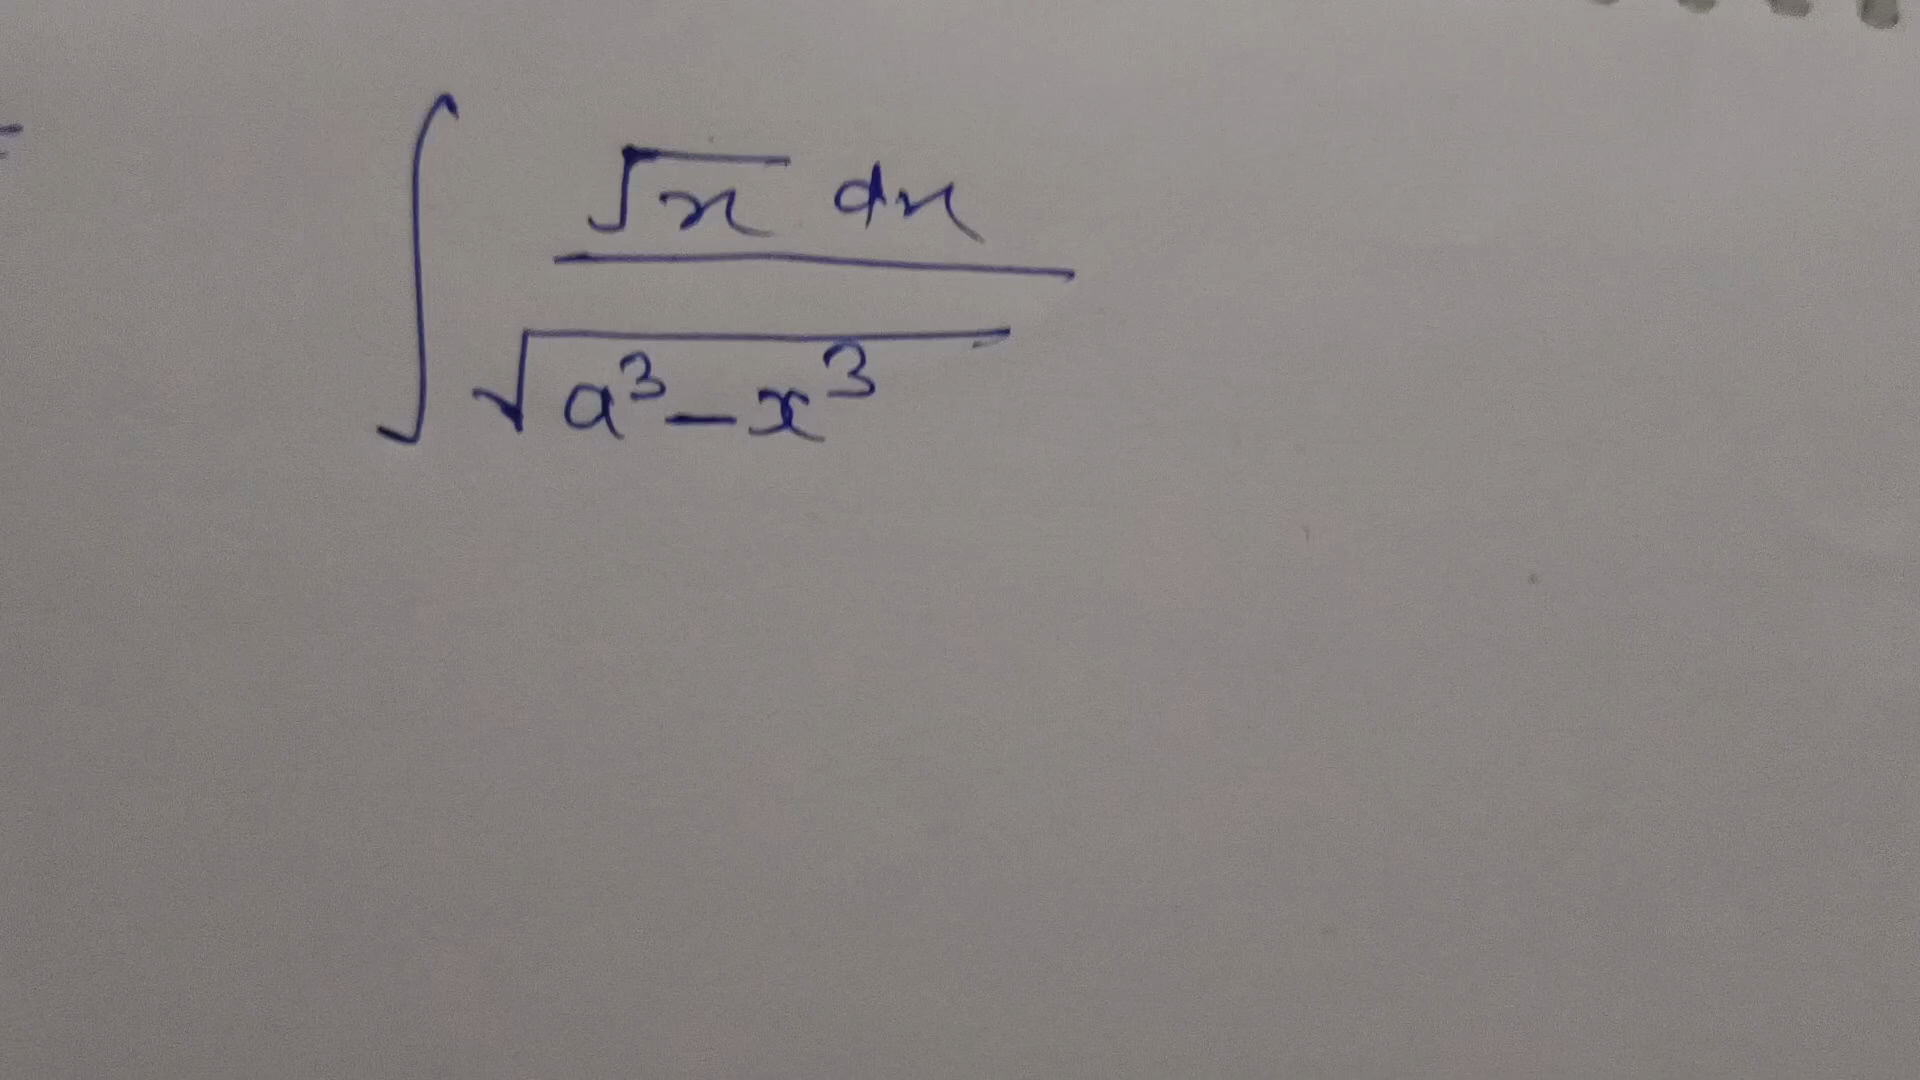 ∫ √x dx
√a³ – x³